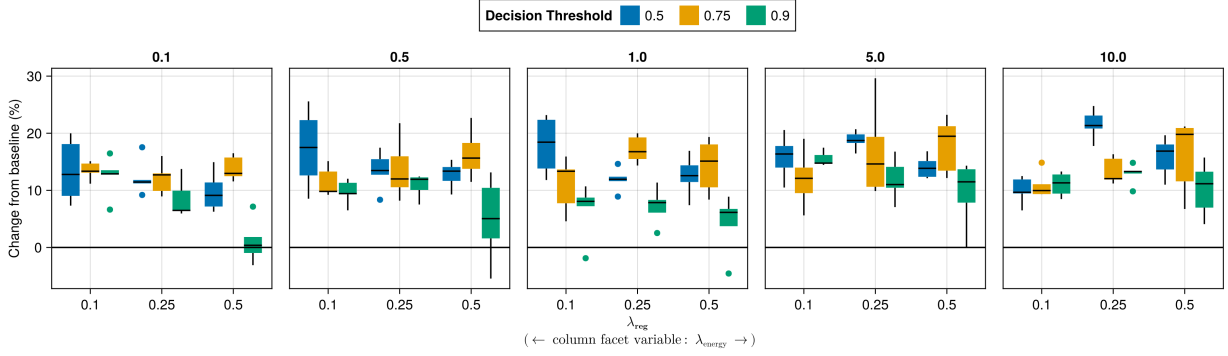 Decision Threshold 0.5 0.75 0.9
0.1 0.5 1.0 5.0 10.0
Change from baseline (%)
30
20
10
0
0.1 0.25 0.5 0.1 0.25 0.5 0.1 0.25 0.5 0.1 0.25 0.5 0.1 0.25 0.5
λreg
(← column facet variable: λenergy →)